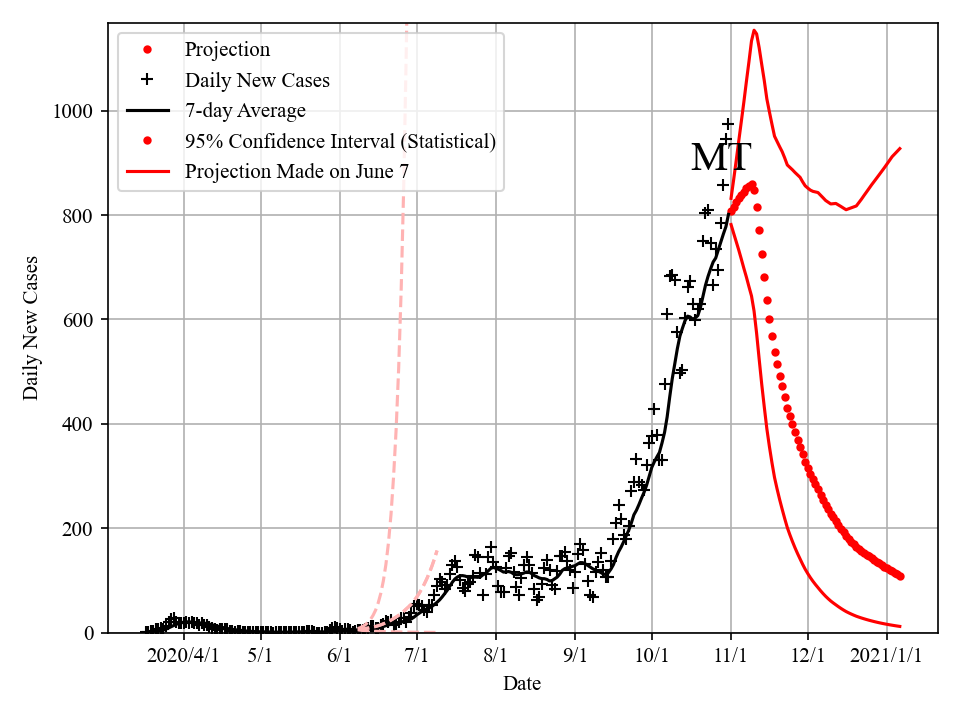 Projection
Daily New Cases
7-day Average
95% Confidence Interval (Statistical)
Projection Made on June 7
MT
1000
800
600
400
200
0
Daily New Cases
2020/4/1 5/1 6/1 7/1 8/1 9/1 10/1 11/1 12/1 2021/1/1
Date